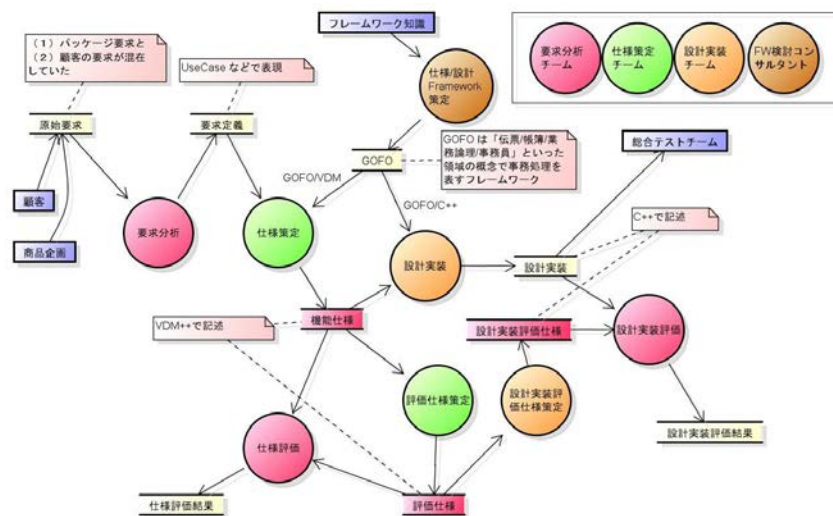 （１）パッケージ要求と
（２）顧客の要求が混在
していた
UseCase などで表現
フレームワーク知識
仕様/設計
Framework
策定
要求分析
チーム
仕様策定
チーム
設計実装
チーム
FW検討コン
サルタント
原始要求
要求定義
GOFO
GOFO は「伝票/帳簿/業
務論理/事務員」といった
領域の概念で事務処理を
表すフレームワーク
総合テストチーム
GOFO/VDM
GOFO/C++
顧客
商品企画
要求分析
仕様策定
設計実装
設計実装
C++で記述
VDM++で記述
機能仕様
設計実装評価仕様
設計実装評価
評価仕様策定
設計実装評
価仕様策定
設計実装評価結果
仕様評価
仕様評価結果
評価仕様